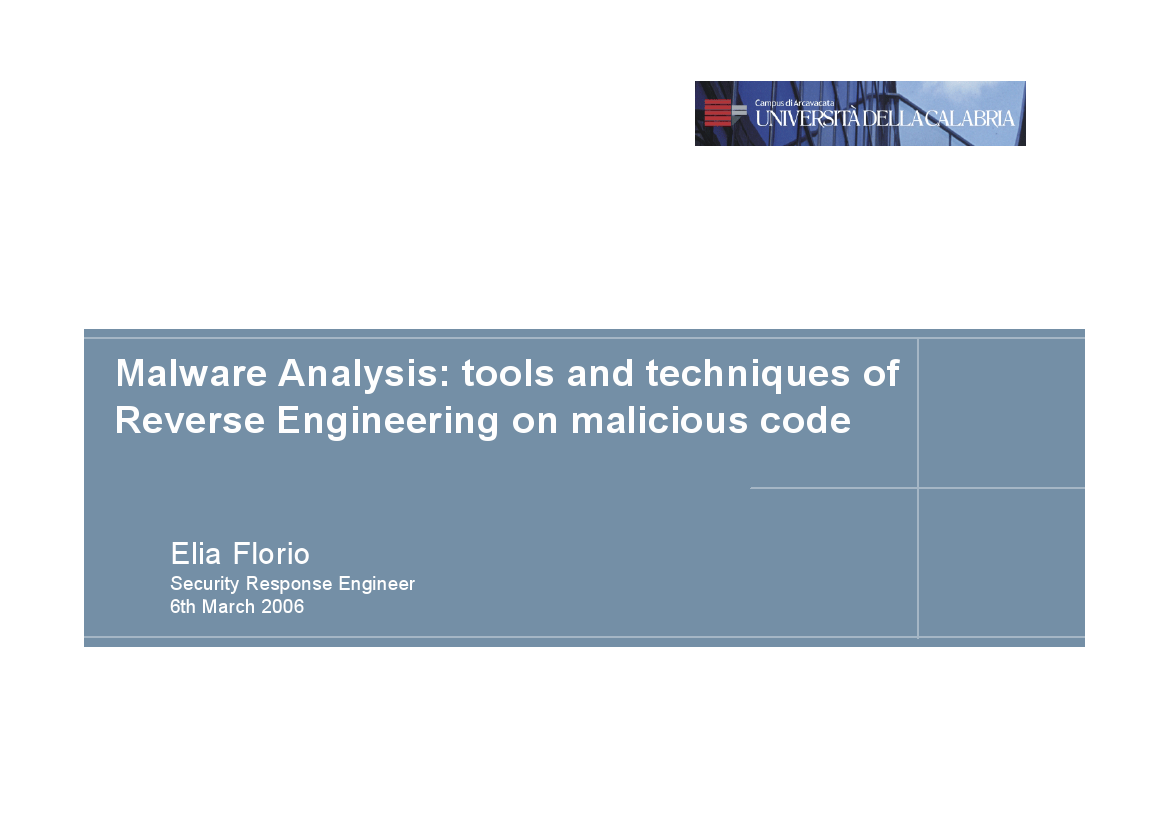 Campus di Arcavacata
UNIVERSITÀ DELLA CALABRIA
Malware Analysis: tools and techniques of
Reverse Engineering on malicious code
Elia Florio
Security Response Engineer
6th March 2006